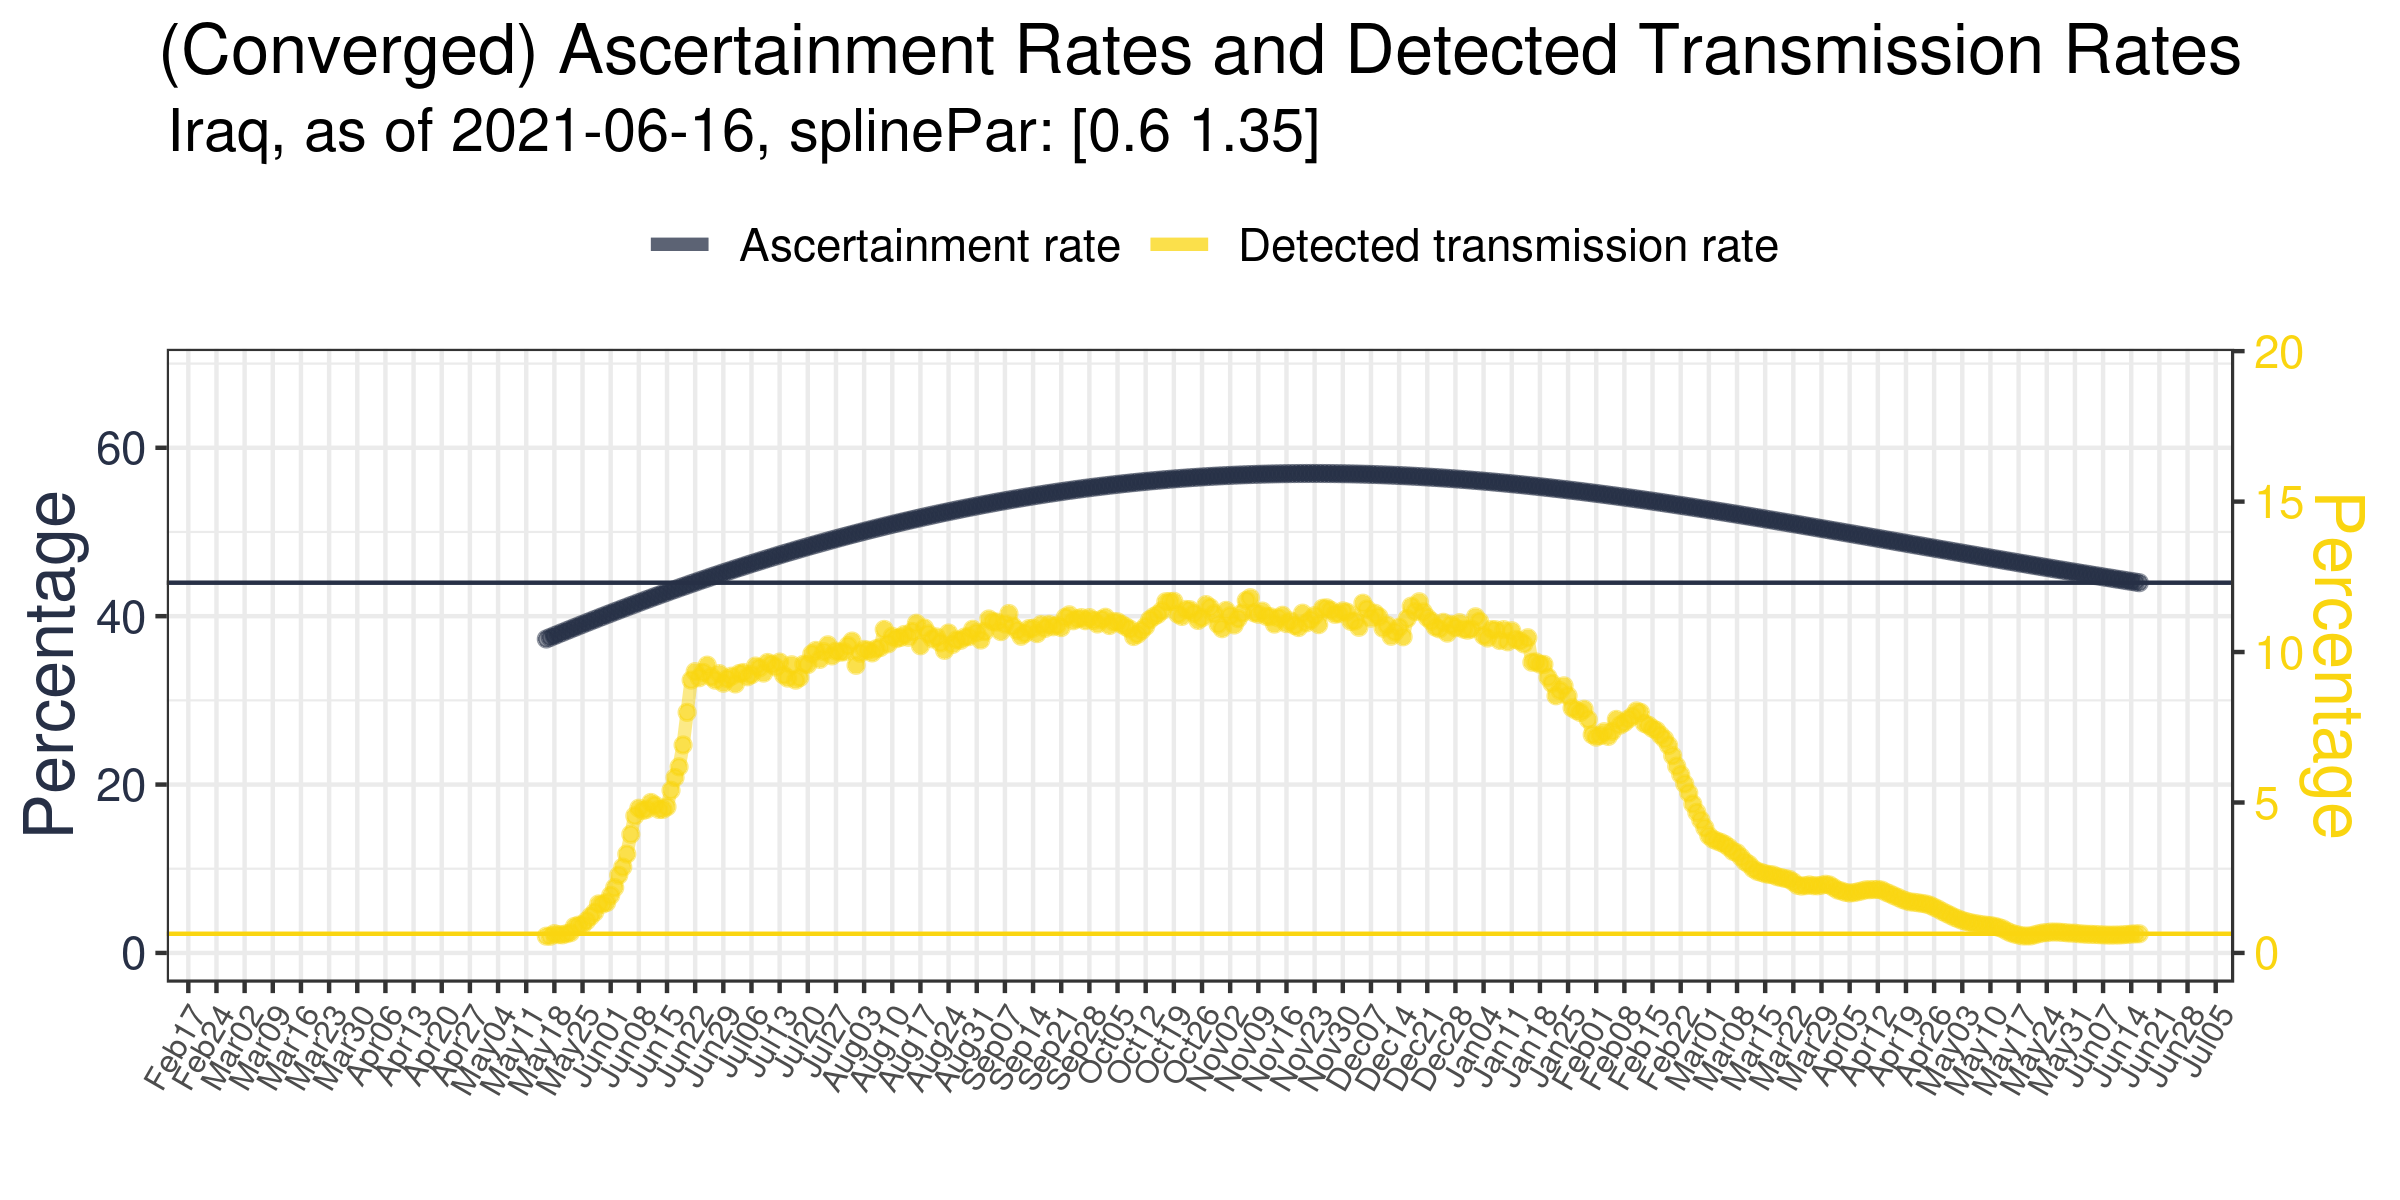 (Converged) Ascertainment Rates and Detected Transmission Rates
Iraq, as of 2021-06-16, splinePar: [0.6 1.35]
Ascertainment rate
Detected transmission rate
Percentage
60
40
20
0
20
15
10
5
0
Percentage
Feb17
Feb24
Mar02
Mar09
Mar16
Mar23
Mar30
Apr06
Apr13
Apr20
Apr27
May04
May11
May18
May25
Jun01
Jun08
Jun15
Jun22
Jun29
Jul06
Jul13
Jul20
Jul27
Aug03
Aug10
Aug17
Aug24
Aug31
Sep07
Sep14
Sep21
Sep28
Oct05
Oct12
Oct19
Oct26
Nov02
Nov09
Nov16
Nov23
Nov30
Dec07
Dec14
Dec21
Dec28
Jan04
Jan11
Jan18
Jan25
Feb01
Feb08
Feb15
Feb22
Mar01
Mar08
Mar15
Mar22
Mar29
Apr05
Apr12
Apr19
Apr26
May03
May10
May17
May24
May31
Jun07
Jun14
Jun21
Jun28
Jul05